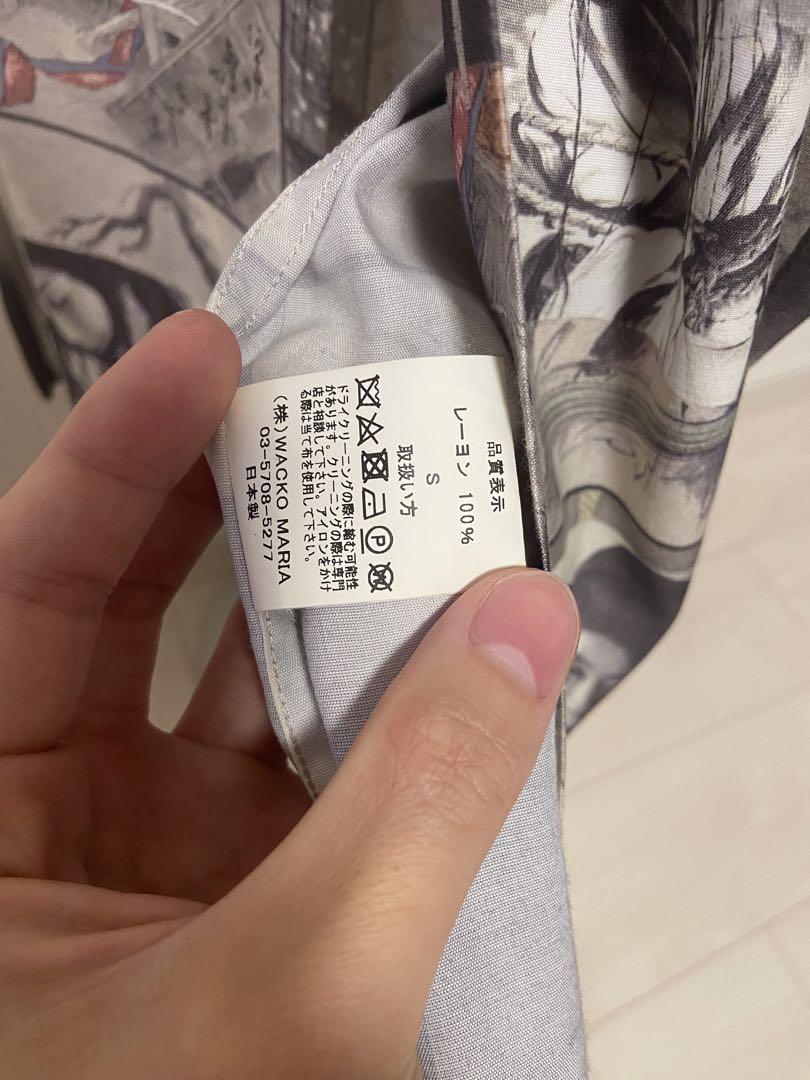 品質表示
レーヨン 100%
S
取扱い方
P
ドライクリーニングの際に縮む可能性
があります。クリーニングの際は専門
店と相談して下さい。アイロンをかけ
る際は当て布を使用して下さい。
(株)WACKO MARIA
03-5708-5277
日本製